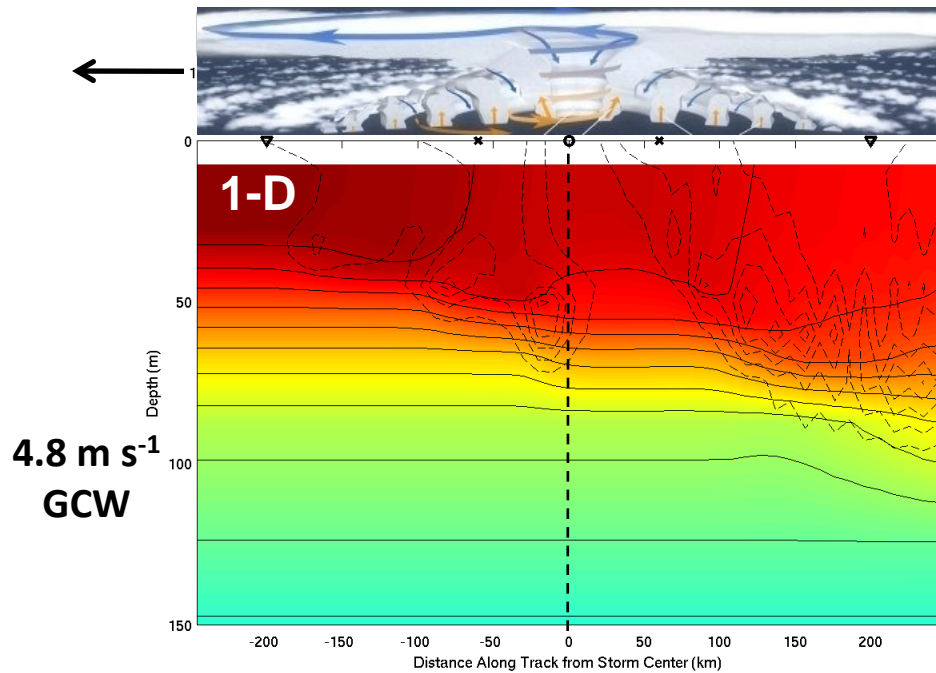 1
0
1-D
50
Depth (m)
4.8 m s-1
GCW
100
150
-200 -150 -100 -50 0 50 100 150 200
Distance Along Track from Storm Center (km)